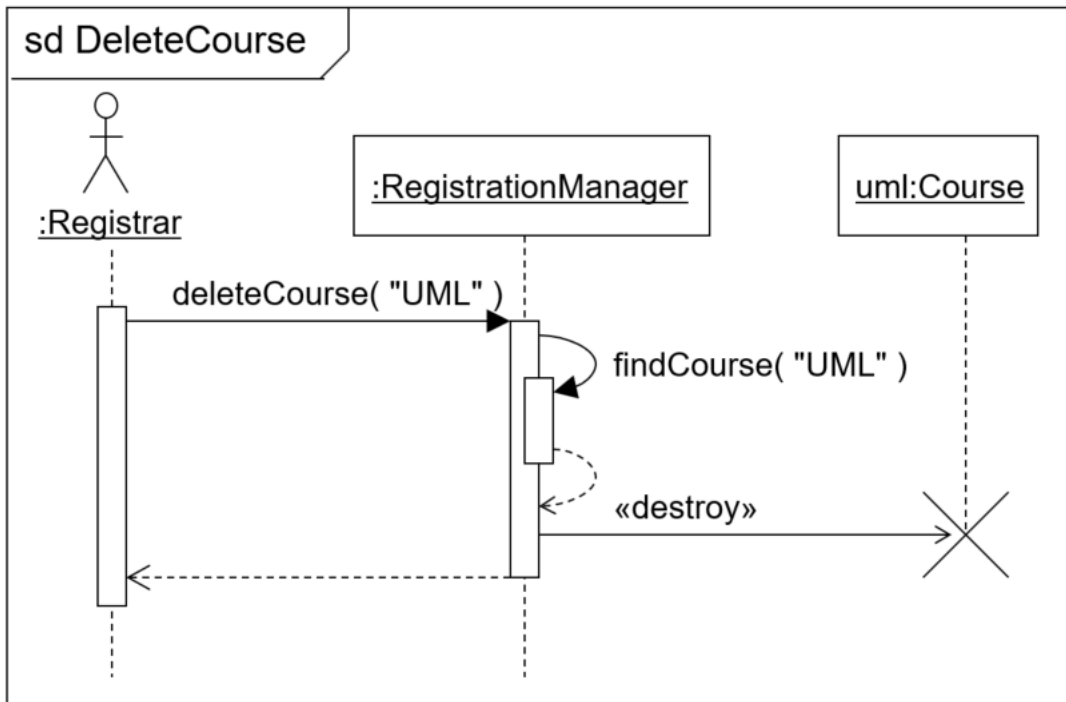 sd DeleteCourse
:Registrar
:RegistrationManager
uml:Course
deleteCourse( "UML" )
findCourse( "UML" )
«destroy»